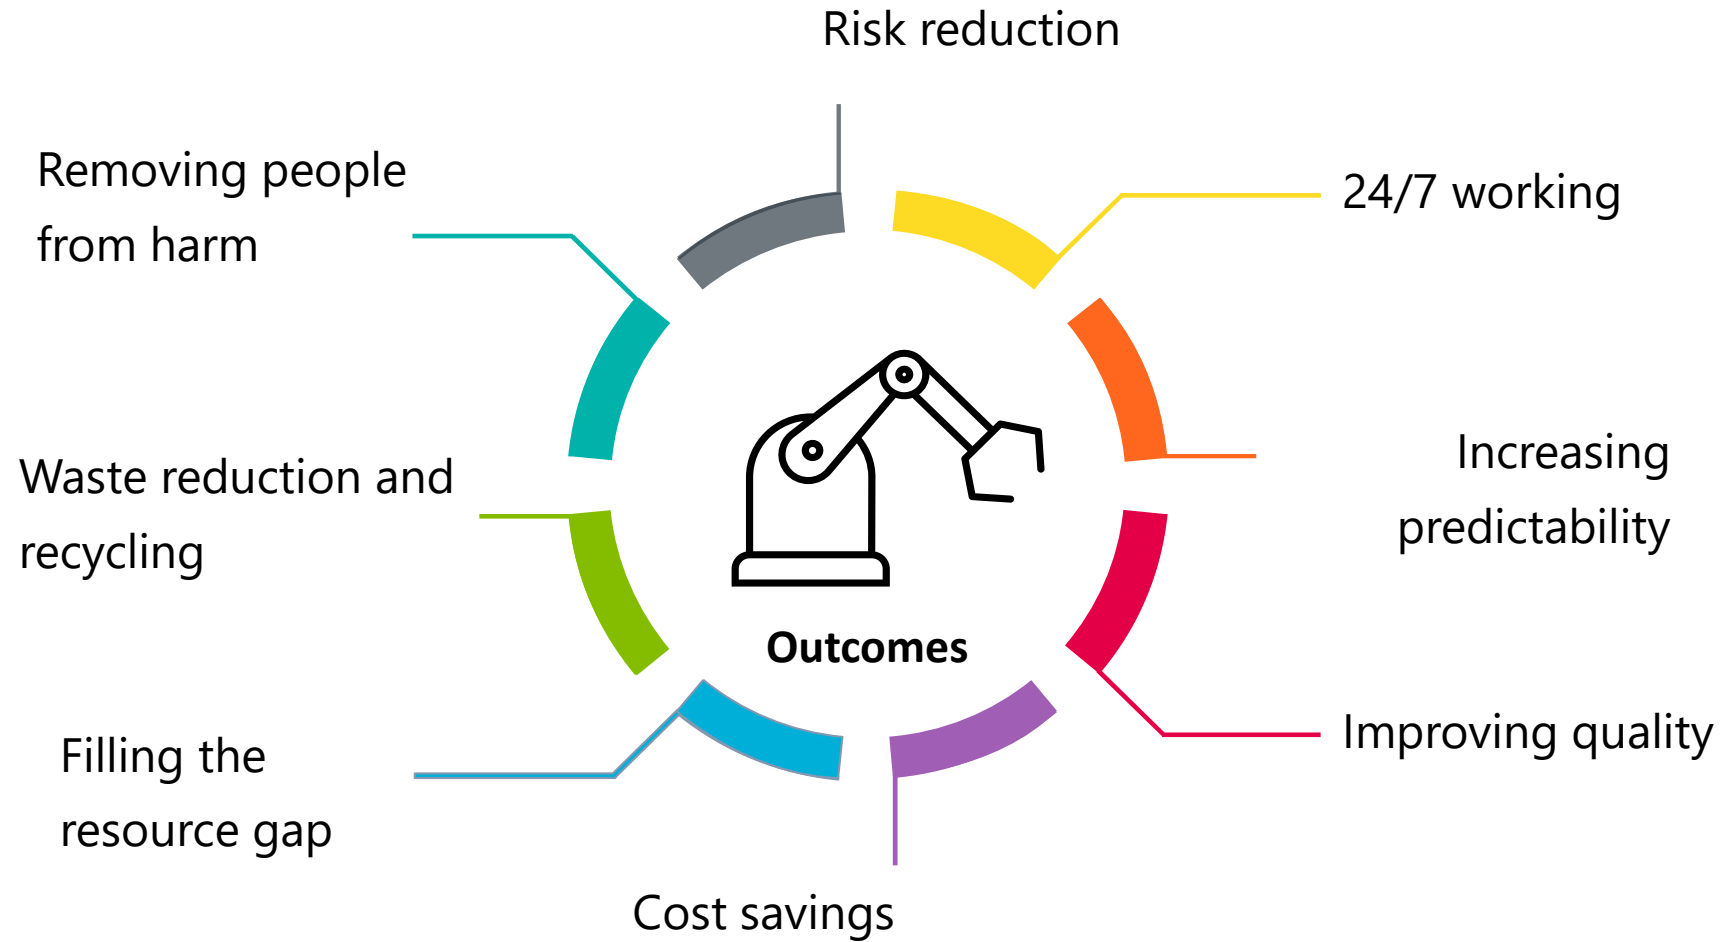 Risk reduction
24/7 working
Increasing
predictability
Improving quality
Cost savings
Filling the
resource gap
Waste reduction and
recycling
Removing people
from harm
Outcomes